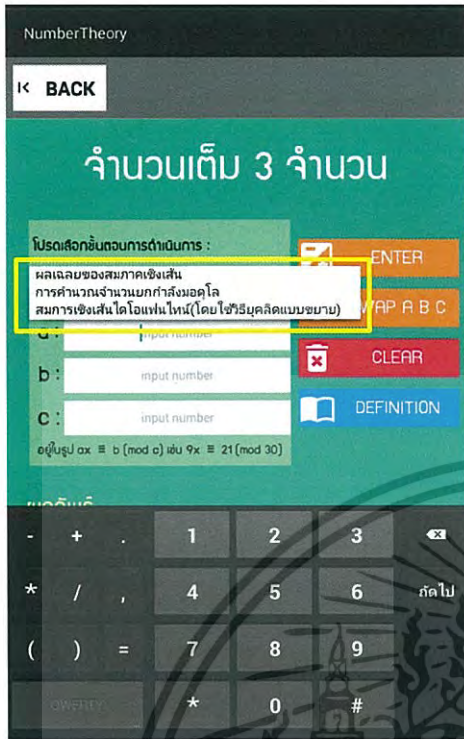 NumberTheory
BACK
จำนวนเต็ม 3 จำนวน
โปรดเลือกขั้นตอนการดำเนินการ :
ENTER
ผลเฉลยของสมภาคเชิงเส้น
การคำนวณจำนวนยกกำลังมอดุโล
สมการเชิงเส้นไดโอแฟนไทน์(โดยใช้วิธียุคลิดแบบขยาย)
AP A B C
input number
CLEAR
b :
input number
DEFINITION
c :
input number
อยู่ในรูป ax ≡ b (mod c) เช่น 9x ≡ 21 (mod 30)
- + . 1 2 3
* / , 4 5 6 ถัดไป
( ) = 7 8 9
QWERTY * 0 #